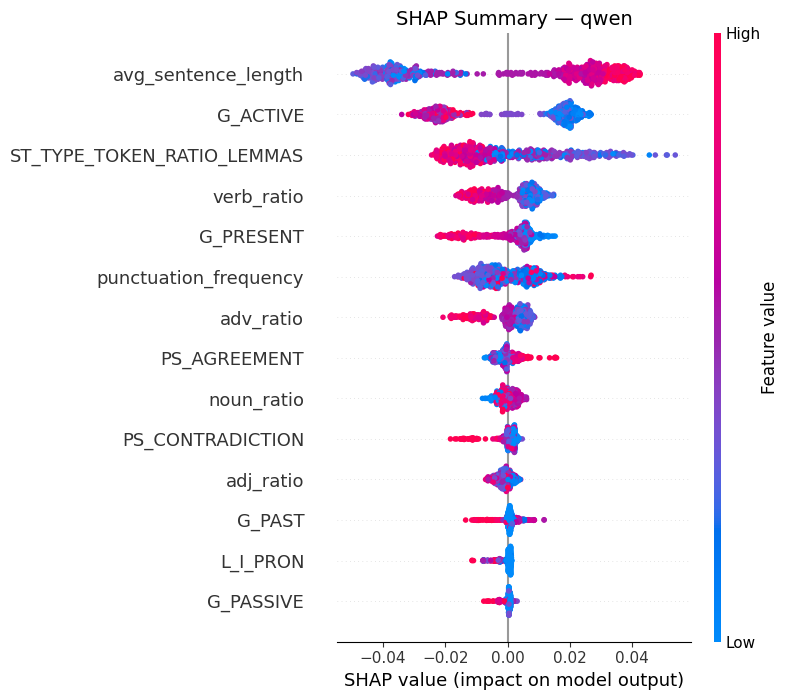 SHAP Summary — qwen
High
avg_sentence_length
G_ACTIVE
ST_TYPE_TOKEN_RATIO_LEMMAS
verb_ratio
G_PRESENT
punctuation_frequency
adv_ratio
PS_AGREEMENT
noun_ratio
PS_CONTRADICTION
adj_ratio
G_PAST
L_I_PRON
G_PASSIVE
Feature value
Low
−0.04 −0.02 0.00 0.02 0.04
SHAP value (impact on model output)